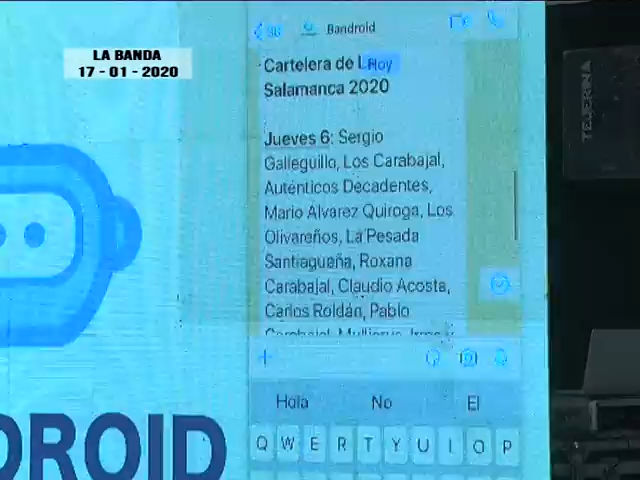 LA BANDA
17 - 01 - 2020
Bandroid
Hoy
Cartelera de
Salamanca 2020
Jueves 6: Sergio
Galleguillo, Los Carabajal,
Auténticos Decadentes,
Mario Alvarez Quiroga, Los
Olivareños, La Pesada
Santiagueña, Roxana
Carabajal, Claudio Acosta,
Carlos Roldán, Pablo
Hola No El
Q W E R T Y U I O P
DROID